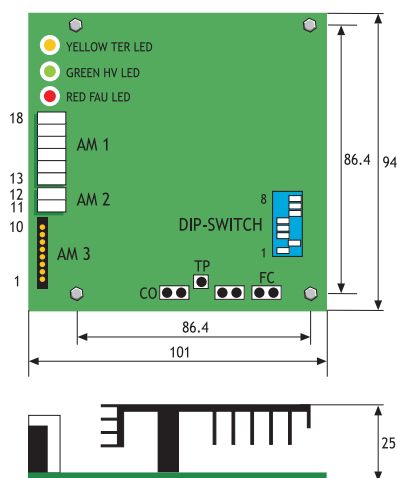 YELLOW TER LED
GREEN HV LED
RED FAU LED
18
AM 1
13
12
AM 2
11
10
AM 3
1
8
DIP-SWITCH
1
TP
CO
FC
86.4
94
86.4
101
25